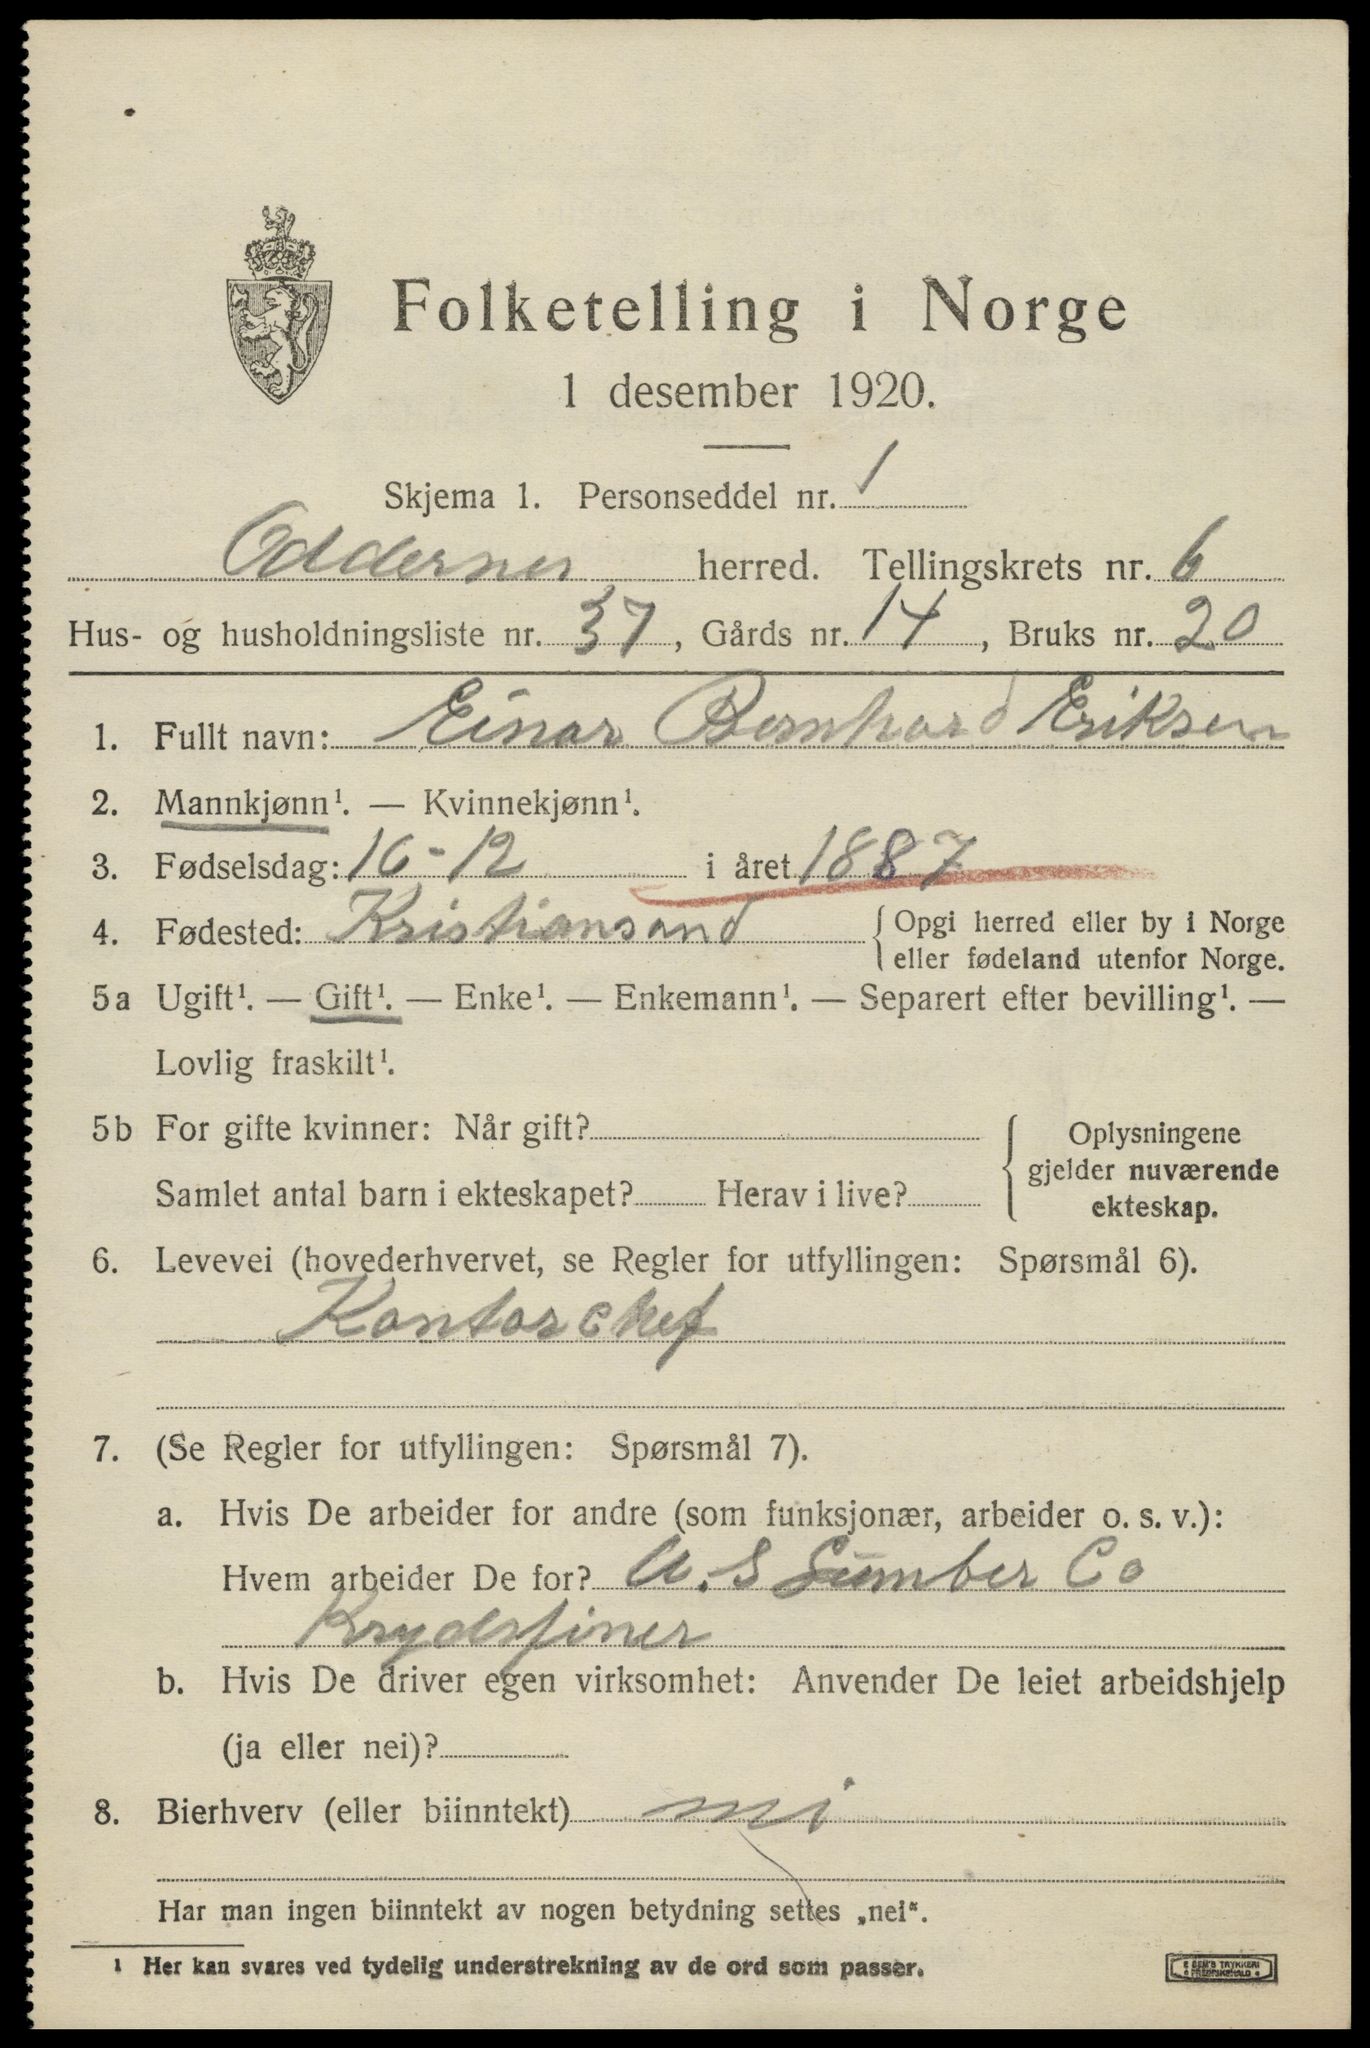 Folketelling i Norge
1 desember 1920.
Skjema 1. Personseddel nr. 1
Oddernes herred. Tellingskrets nr. 6
Hus- og husholdningsliste nr. 37, Gårds nr. 14, Bruks nr. 20
1. Fullt navn: Einar Bernhard Eriksen
2. Mannkjønn¹. — Kvinnekjønn¹.
3. Fødselsdag: 16-12 i året 1887
4. Fødested: Kristiansand { Opgi herred eller by i Norge
eller fødeland utenfor Norge.
5a Ugift¹. — Gift¹. — Enke¹. — Enkemann¹. — Separert efter bevilling¹. —
Lovlig fraskilt¹.
5b For gifte kvinner: Når gift?
Samlet antal barn i ekteskapet? Herav i live?
{ Oplysningene
gjelder nuværende
ekteskap.
6. Levevei (hovederhvervet, se Regler for utfyllingen: Spørsmål 6).
Kontorchef
7. (Se Regler for utfyllingen: Spørsmål 7).
a. Hvis De arbeider for andre (som funksjonær, arbeider o. s. v.):
Hvem arbeider De for? A. S Lumber Co
Krydsfiner
b. Hvis De driver egen virksomhet: Anvender De leiet arbeidshjelp
(ja eller nei)?
8. Bierhverv (eller biinntekt) nei
Har man ingen biinntekt av nogen betydning settes „nei“.
¹ Her kan svares ved tydelig understrekning av de ord som passer.